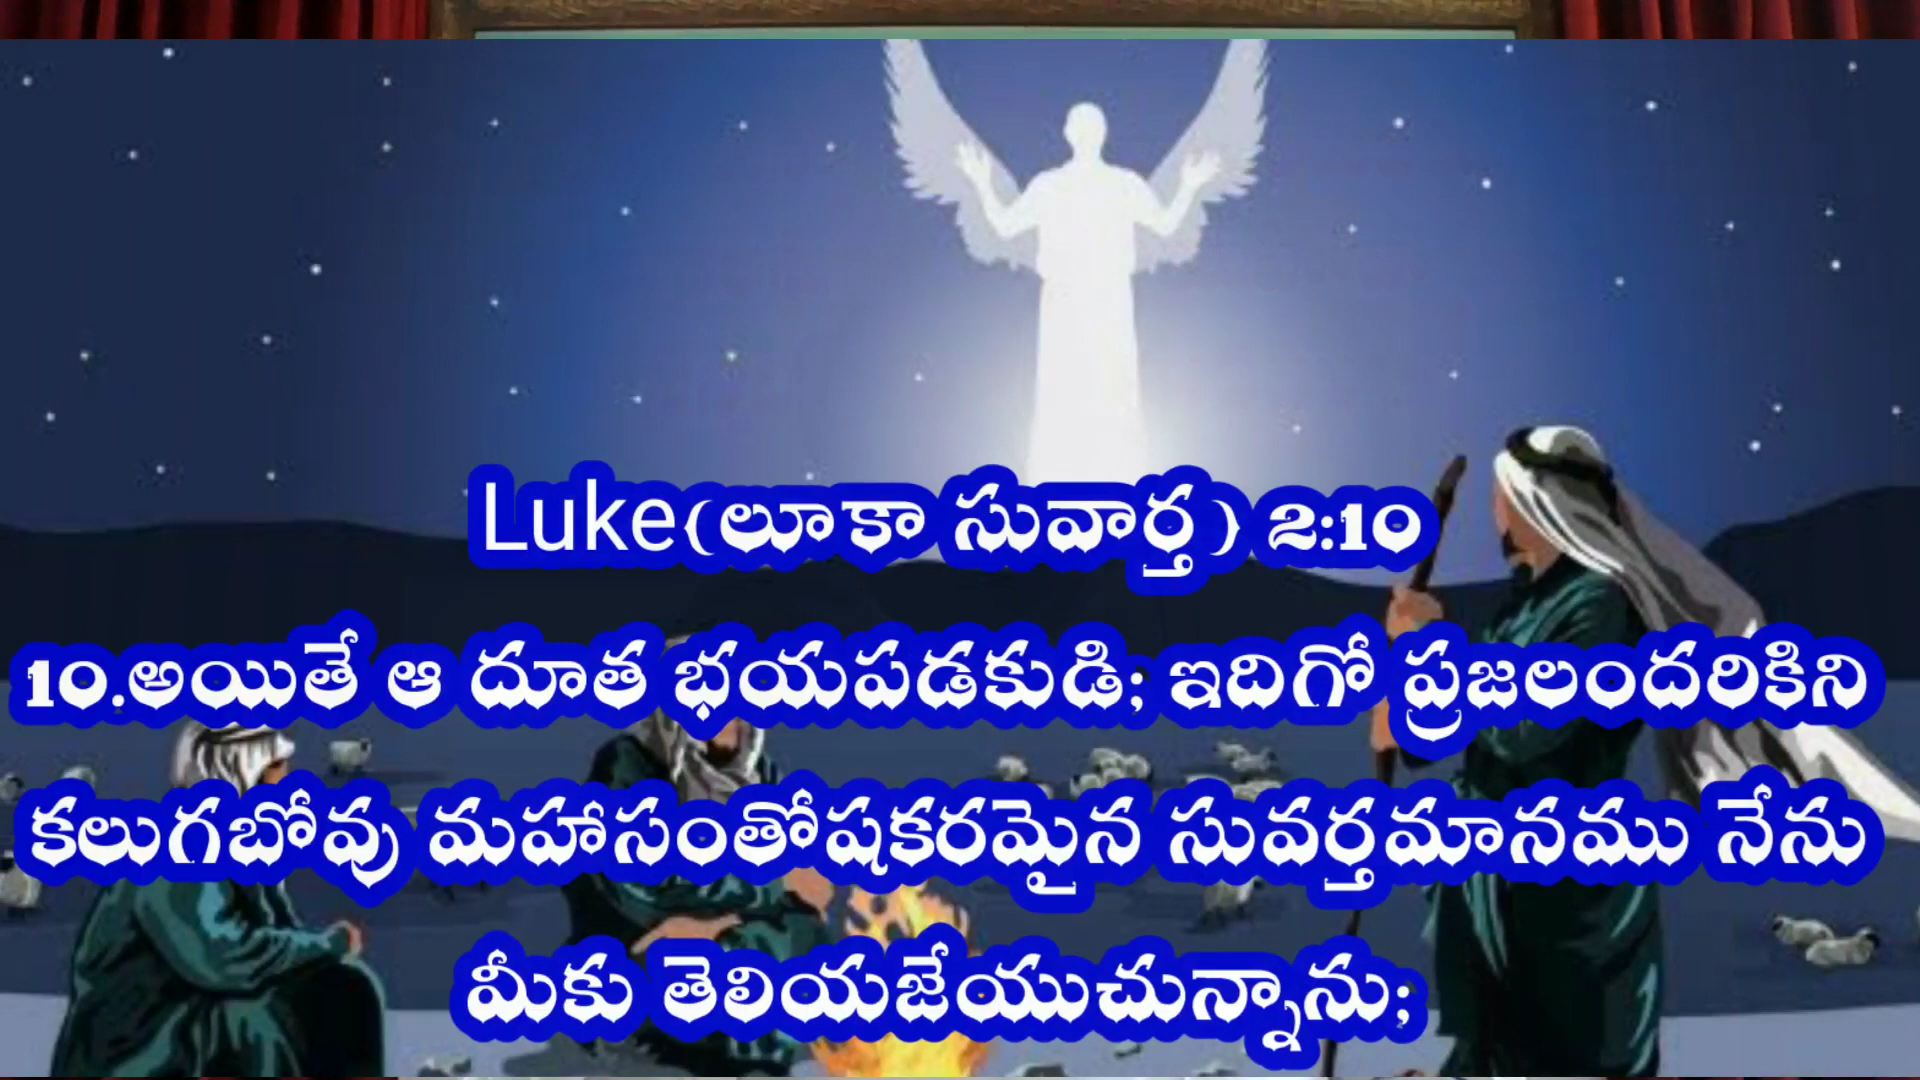 Luke(లూకా సువార్త) 2:10
10.అయితే ఆ దూత భయపడకుడి; ఇదిగో ప్రజలందరికిని
కలుగబోవు మహాసంతోషకరమైన సువర్తమానము నేను
మీకు తెలియజేయుచున్నాను;